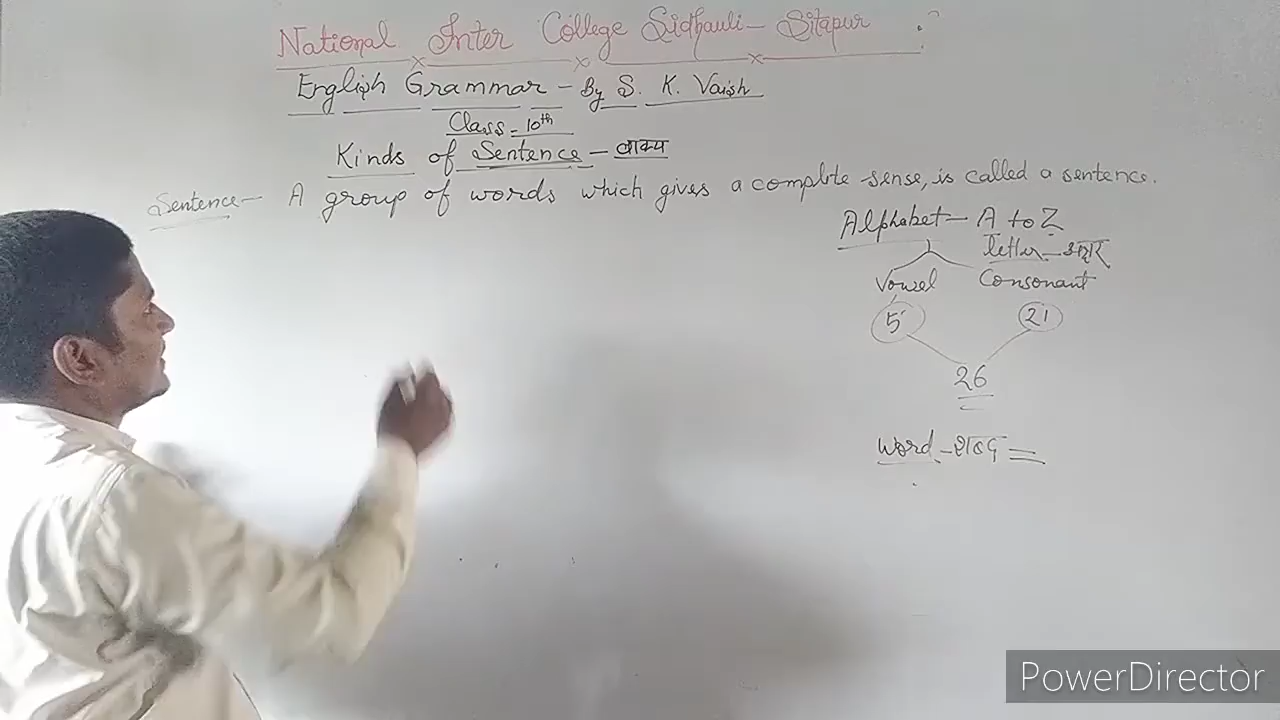 National Inter College Sidhauli - Sitapur
English Grammar - By S. K. Vaish
Class - 10th
Kinds of Sentence - वाक्य
Sentence - A group of words which gives a complete sense, is called a sentence.
Alphabet - A to Z
letter - अक्षर
Vowel Consonant
5 21
26
word - शब्द =
PowerDirector